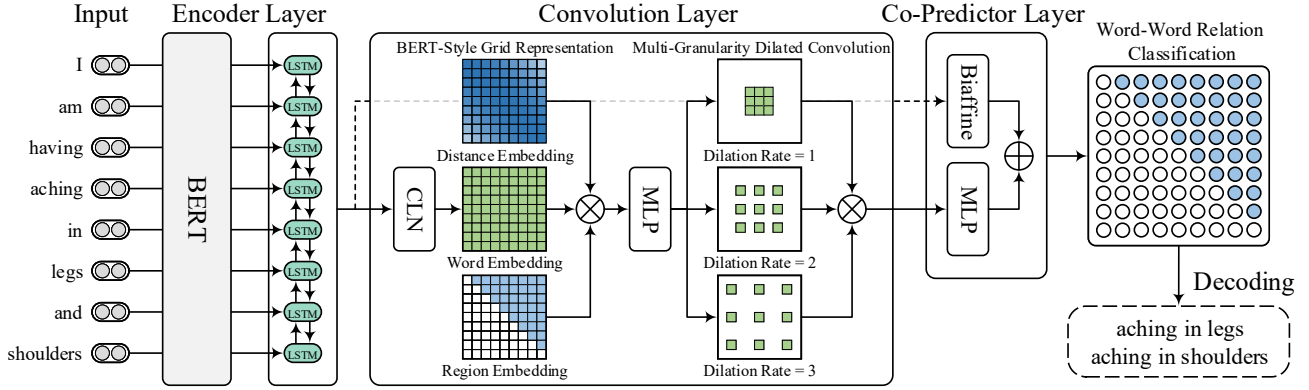 Input
Encoder Layer
Convolution Layer
Co-Predictor Layer
Word-Word Relation
Classification
I
am
having
aching
in
legs
and
shoulders
BERT
LSTM
LSTM
LSTM
LSTM
LSTM
LSTM
LSTM
LSTM
BERT-Style Grid Representation
Distance Embedding
CLN
Word Embedding
Region Embedding
MLP
Multi-Granularity Dilated Convolution
Dilation Rate = 1
Dilation Rate = 2
Dilation Rate = 3
Biaffine
MLP
Decoding
aching in legs
aching in shoulders